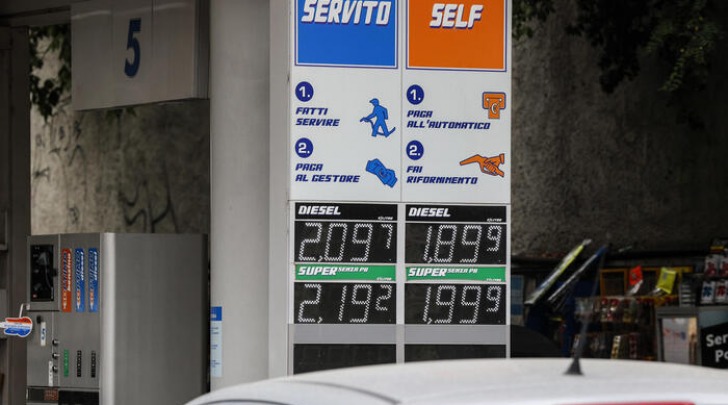 5
SERVITO
1.
FATTI
SERVIRE
2.
PAGA
AL GESTORE
DIESEL
2,097
SUPER SENZA PB
2,192
SELF
1.
PAGA
ALL'AUTOMATICO
2.
FAI
RIFORNIMENTO
DIESEL
1,899
SUPER SENZA PB
1,999